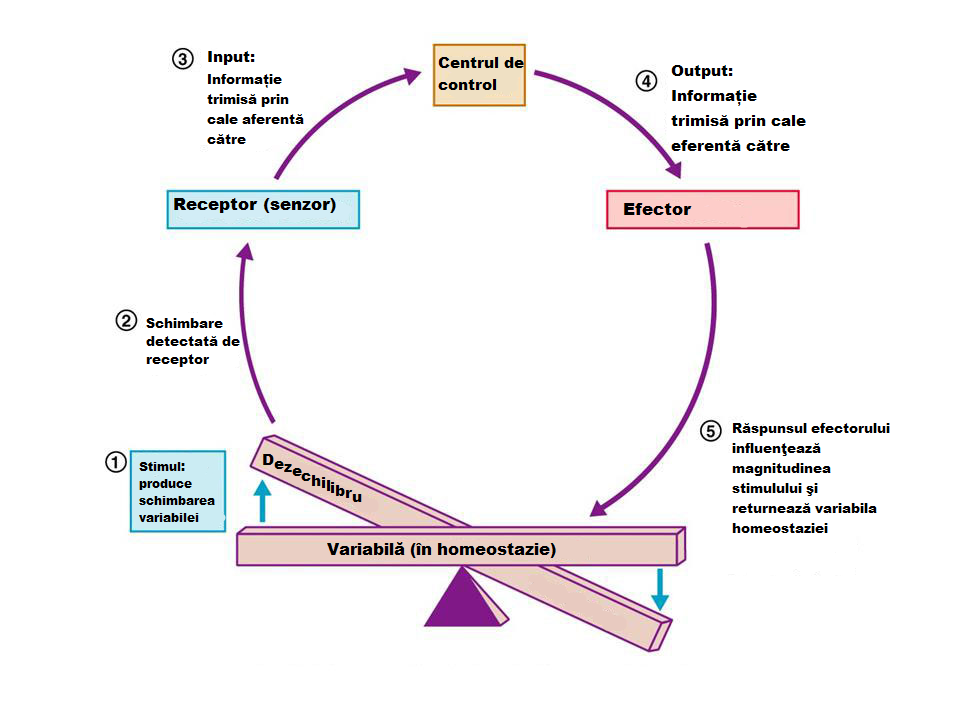 ③ Input:
Informație
trimisă prin
cale aferentă
către
Centrul de
control
④ Output:
Informație
trimisă prin cale
eferentă către
Receptor (senzor)
Efector
② Schimbare
detectată de
receptor
① Stimul:
produce
schimbarea
variabilei
Dezechilibru
Variabilă (în homeostazie)
⑤ Răspunsul efectorului
influenţează
magnitudinea
stimulului şi
returnează variabila
homeostaziei